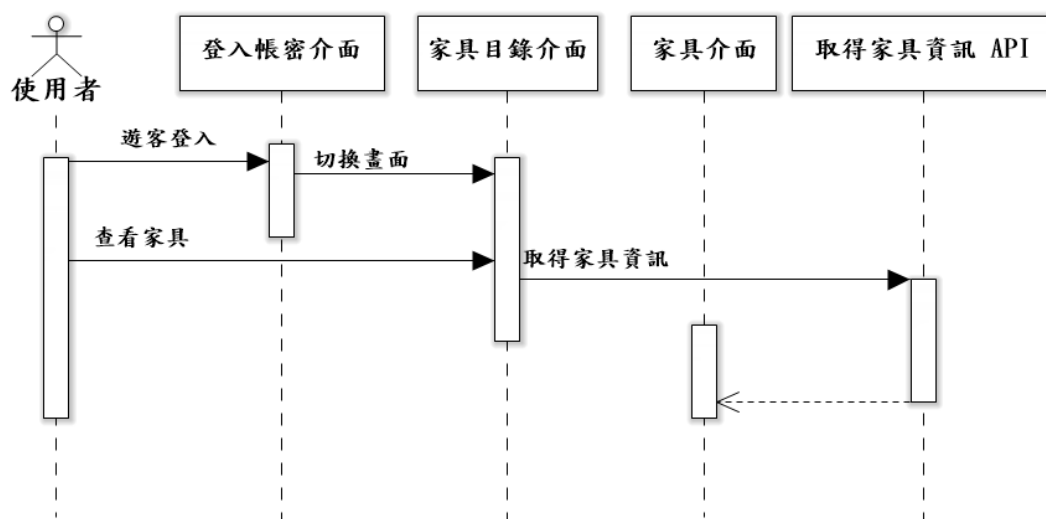 登入帳密介面
家具目錄介面
家具介面
取得家具資訊 API
使用者
遊客登入
切換畫面
查看家具
取得家具資訊